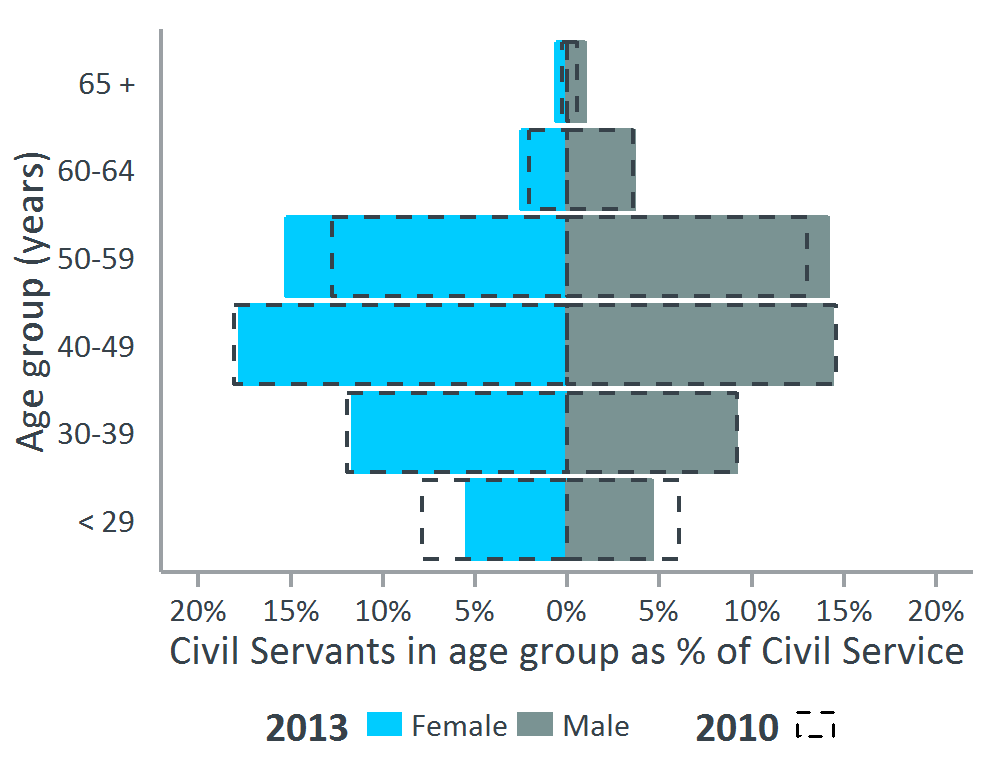 Age group (years)
65 +
60-64
50-59
40-49
30-39
< 29
20% 15% 10% 5% 0% 5% 10% 15% 20%
Civil Servants in age group as % of Civil Service
2013 Female Male 2010